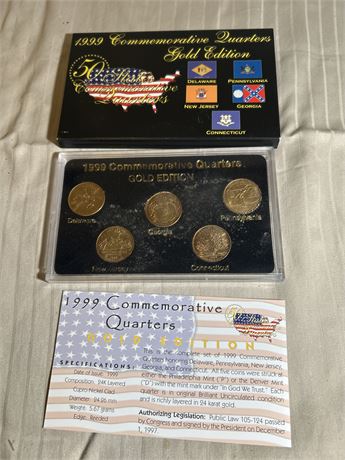 1999 Commemorative Quarters
Gold Edition
50 States
Commemorative
Quarters
Delaware
Pennsylvania
New Jersey
Georgia
Connecticut
1999 Commemorative Quarters
GOLD EDITION
Delaware
Georgia
Pennsylvania
New Jersey
Connecticut
1999 Commemorative
Quarters
GOLD EDITION
SPECIFICATIONS:
Date of Issue: 1999
Composition: 24K Layered
Cupro-Nickel Clad
Diameter: 24.26 mm
Weight: 5.67 grams
Edge: Reeded
This is the complete set of 1999 Commemorative
Quarters honoring Delaware, Pennsylvania, New Jersey,
Georgia, and Connecticut. All five coins were struck at
either the Philadelphia Mint ("P") or the Denver Mint
("D") with the mint mark under "In God We Trust". Each
quarter is in original Brilliant Uncirculated condition
and is richly layered in 24 karat gold.
Authorizing Legislation: Public Law 105-124 passed
by Congress and signed by the President on December
1, 1997.